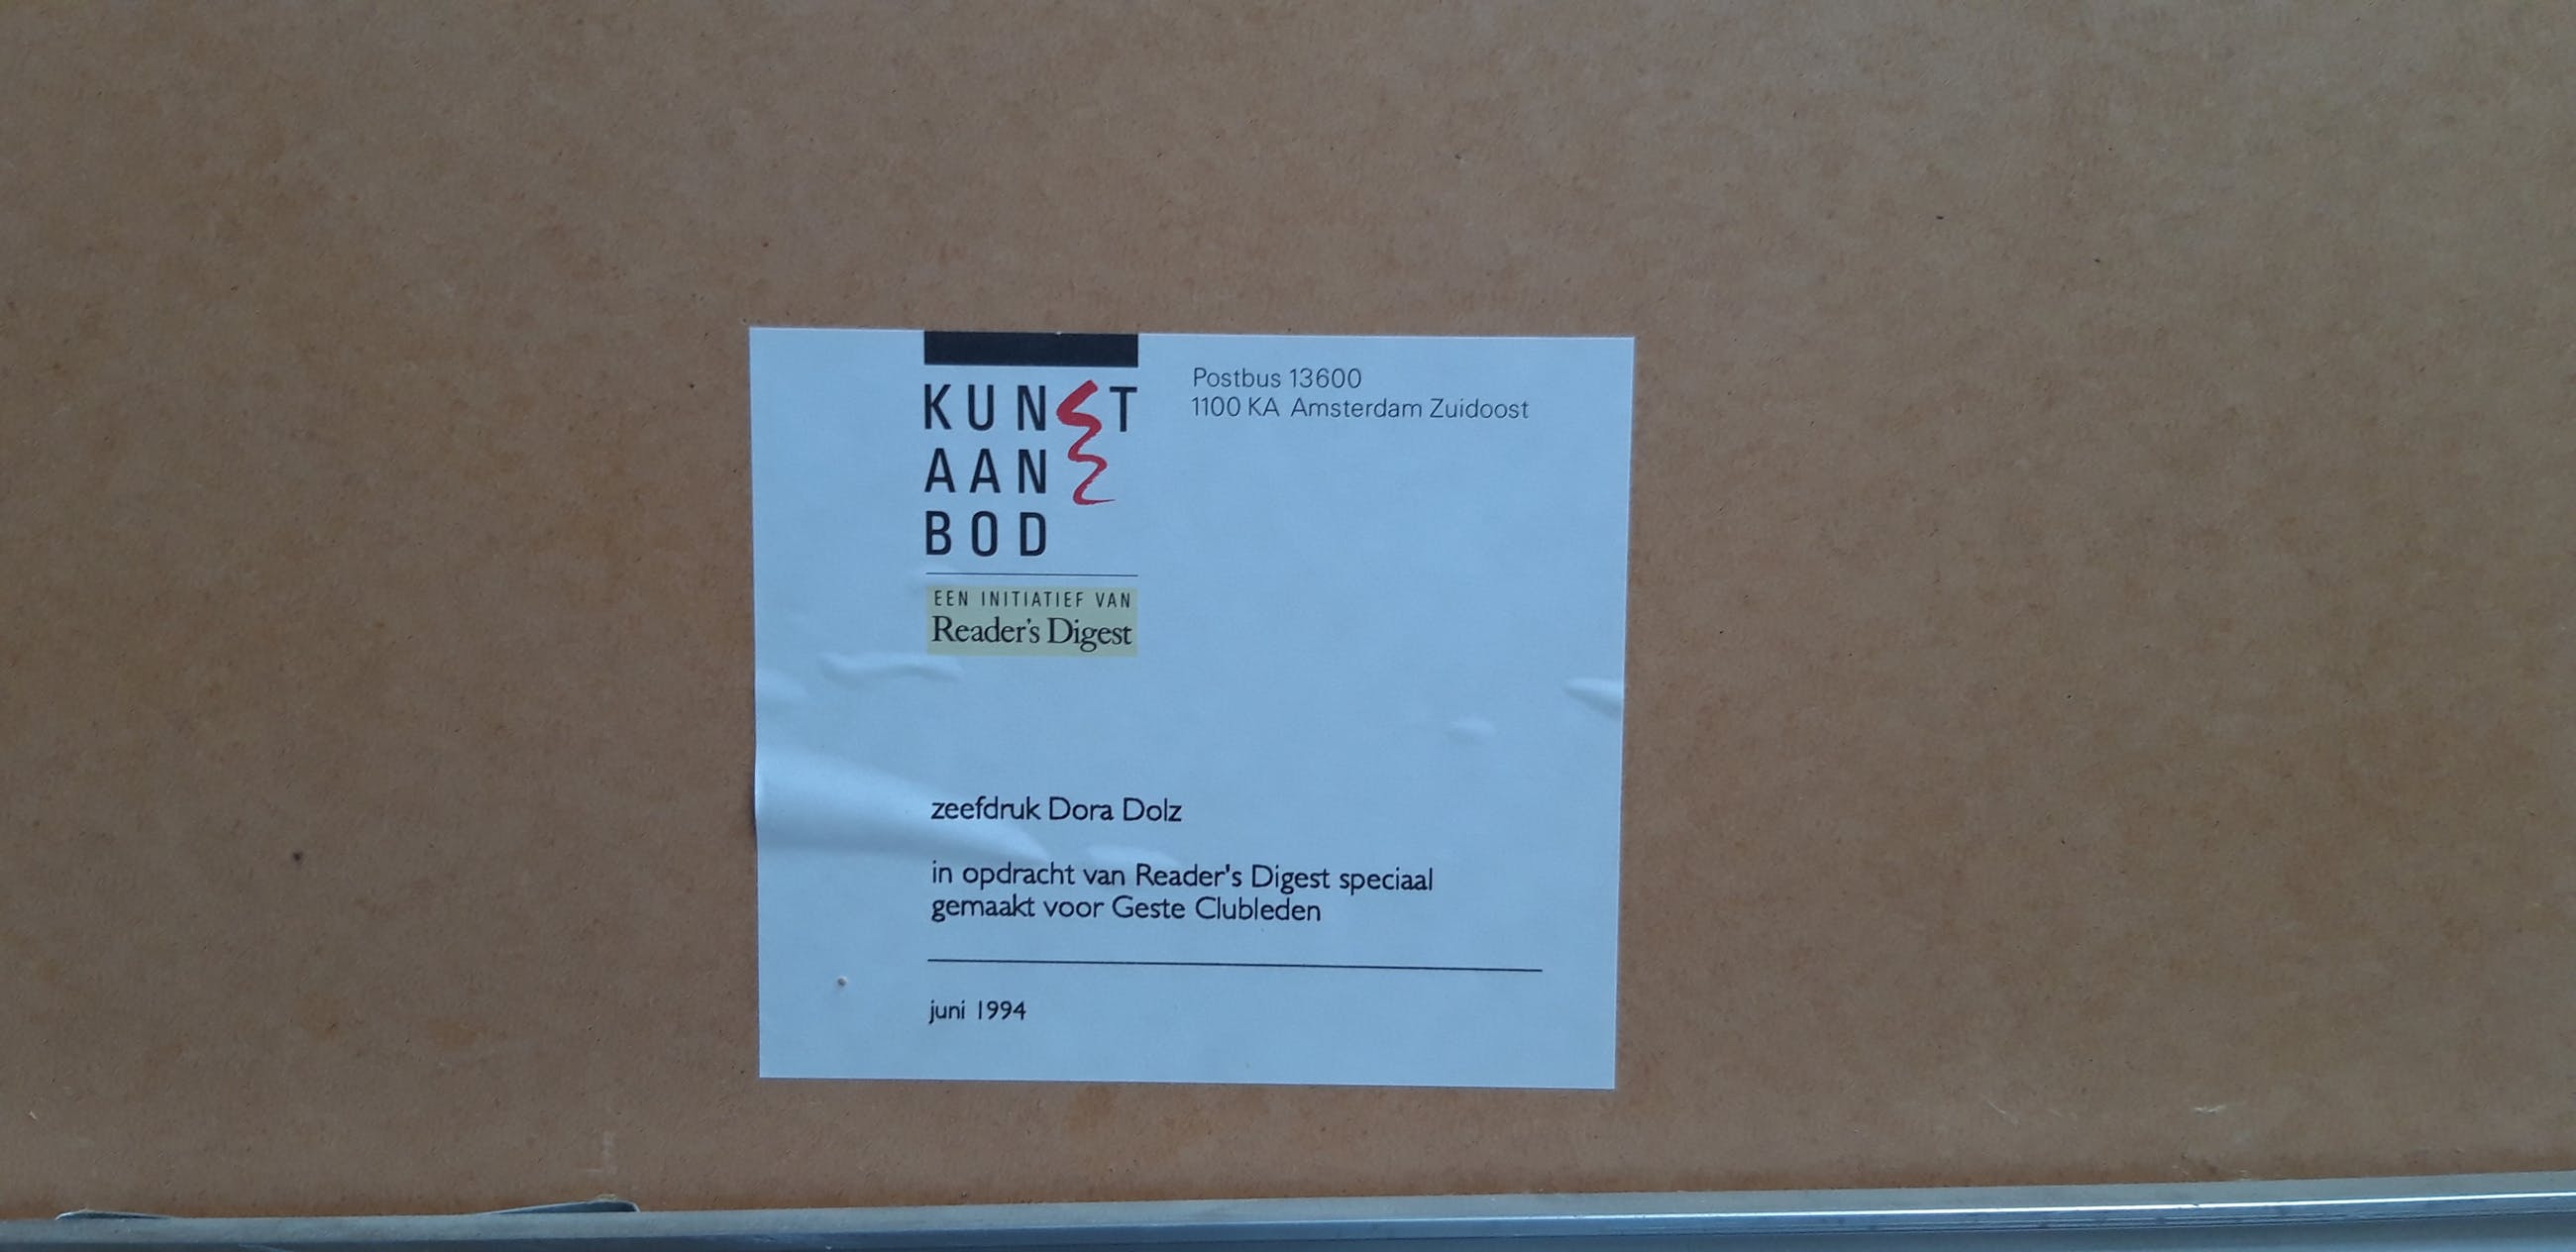 KUNST
AAN
BOD
EEN INITIATIEF VAN
Reader's Digest
Postbus 13600
1100 KA Amsterdam Zuidoost
zeefdruk Dora Dolz
in opdracht van Reader's Digest speciaal
gemaakt voor Geste Clubleden
juni 1994